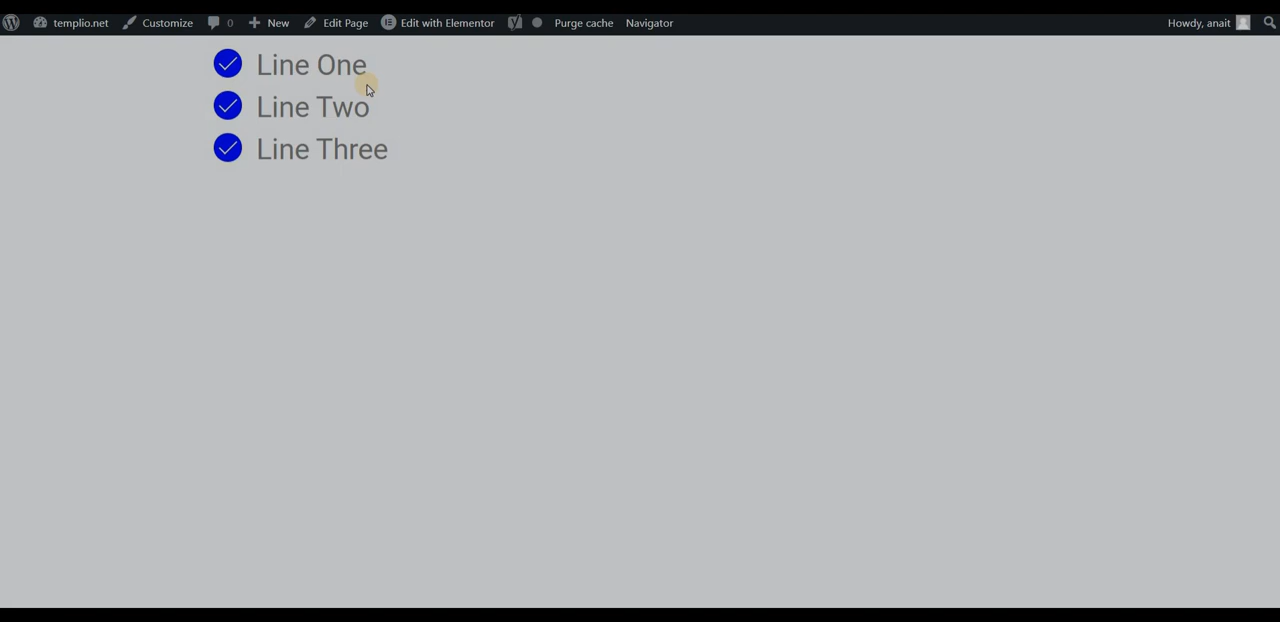 templio.net Customize 0 New Edit Page Edit with Elementor Purge cache Navigator Howdy, anait
Line One
Line Two
Line Three